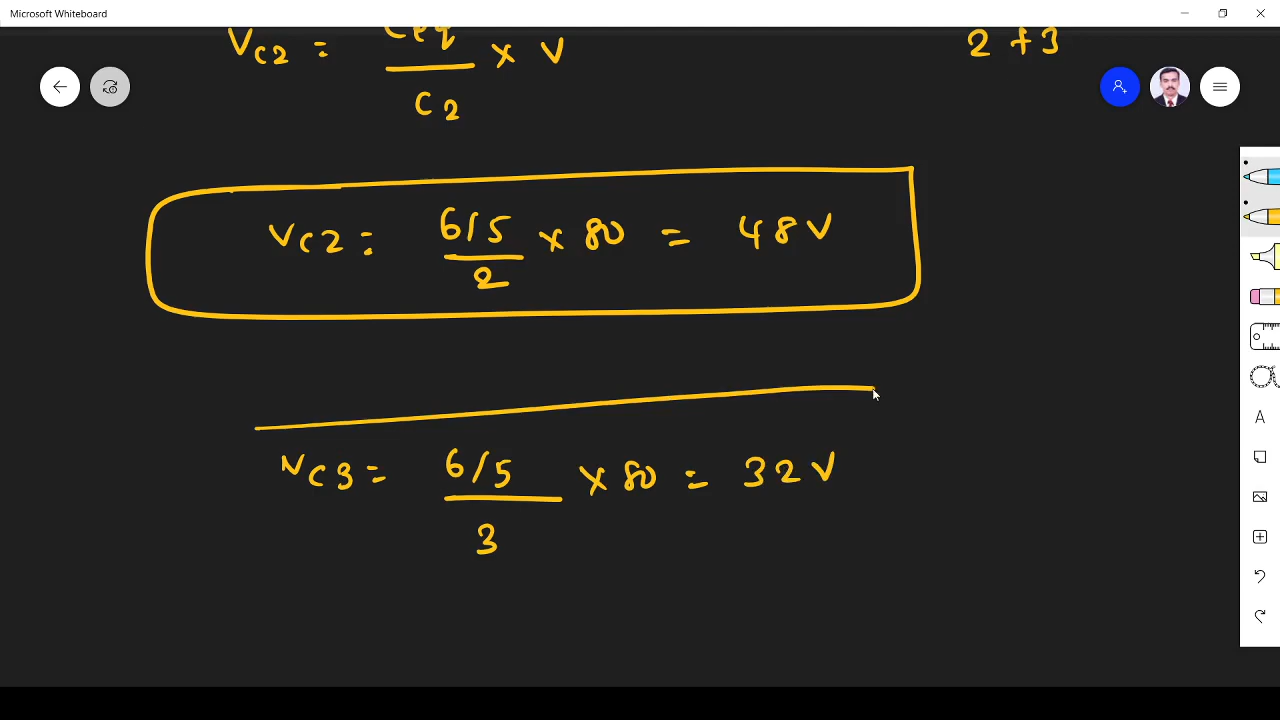 Microsoft Whiteboard
VC2 = Ceq/C2 x V
2+3
VC2 = 6/5/2 x 80 = 48V
VC3 = 6/5/3 x 80 = 32V
A